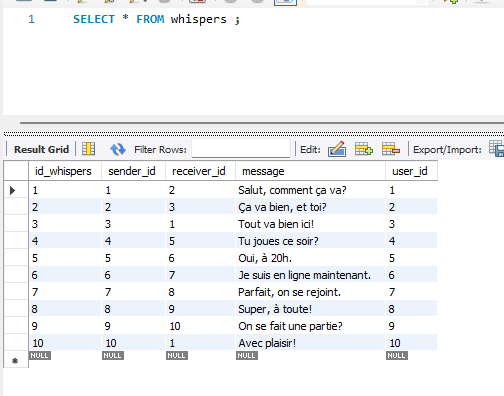 1 SELECT * FROM whispers ;
Result Grid Filter Rows: Edit: Export/Import:
id_whispers sender_id receiver_id message user_id
1 1 2 Salut, comment ça va? 1
2 2 3 Ça va bien, et toi? 2
3 3 1 Tout va bien ici! 3
4 4 5 Tu joues ce soir? 4
5 5 6 Oui, à 20h. 5
6 6 7 Je suis en ligne maintenant. 6
7 7 8 Parfait, on se rejoint. 7
8 8 9 Super, à toute! 8
9 9 10 On se fait une partie? 9
10 10 1 Avec plaisir! 10
NULL NULL NULL NULL NULL